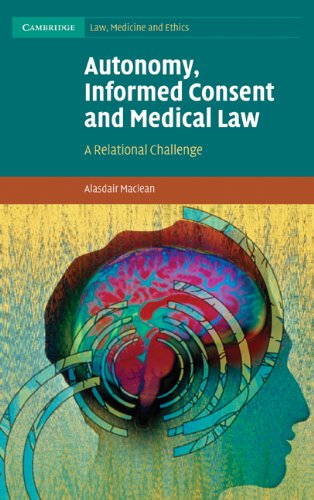 CAMBRIDGE
Law, Medicine and Ethics
Autonomy,
Informed Consent
and Medical Law
A Relational Challenge
Alasdair Maclean